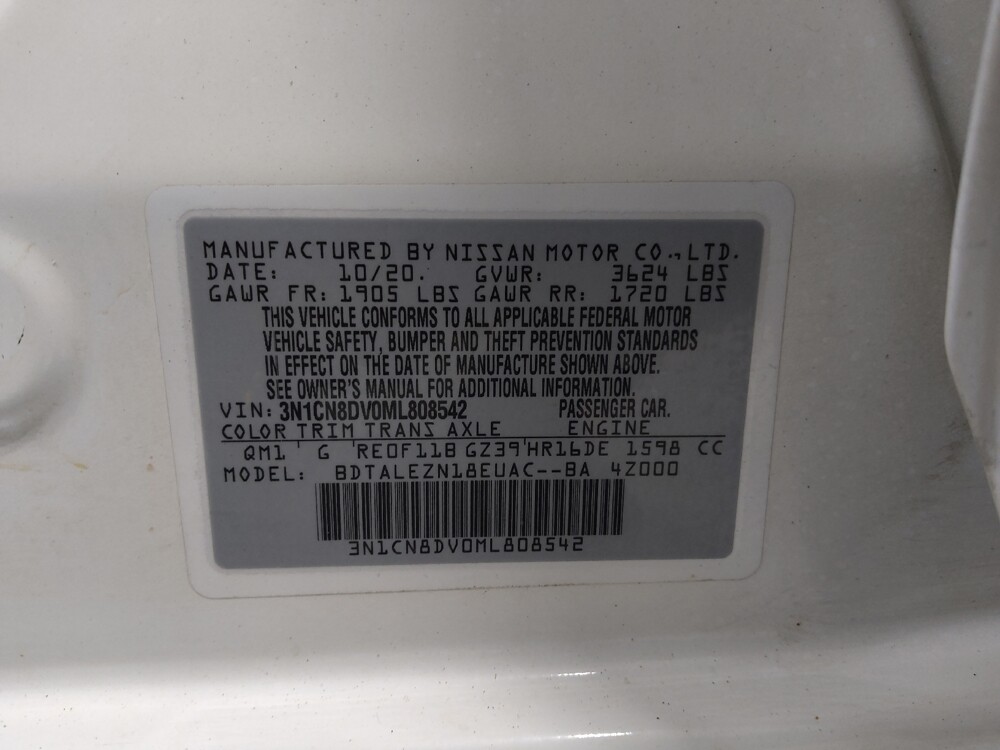 MANUFACTURED BY NISSAN MOTOR CO.,LTD.
DATE: 10/20. GVWR: 3624 LBS
GAWR FR: 1905 LBS GAWR RR: 1720 LBS
THIS VEHICLE CONFORMS TO ALL APPLICABLE FEDERAL MOTOR
VEHICLE SAFETY, BUMPER AND THEFT PREVENTION STANDARDS
IN EFFECT ON THE DATE OF MANUFACTURE SHOWN ABOVE.
SEE OWNER'S MANUAL FOR ADDITIONAL INFORMATION.
VIN: 3N1CN8DV0ML808542 PASSENGER CAR.
COLOR TRIM TRANS AXLE ENGINE
QM1 G RE0F11B GZ39 HR16DE 1598 CC
MODEL: BDTALEZN18EUAC--BA 4Z000
3N1CN8DV0ML808542